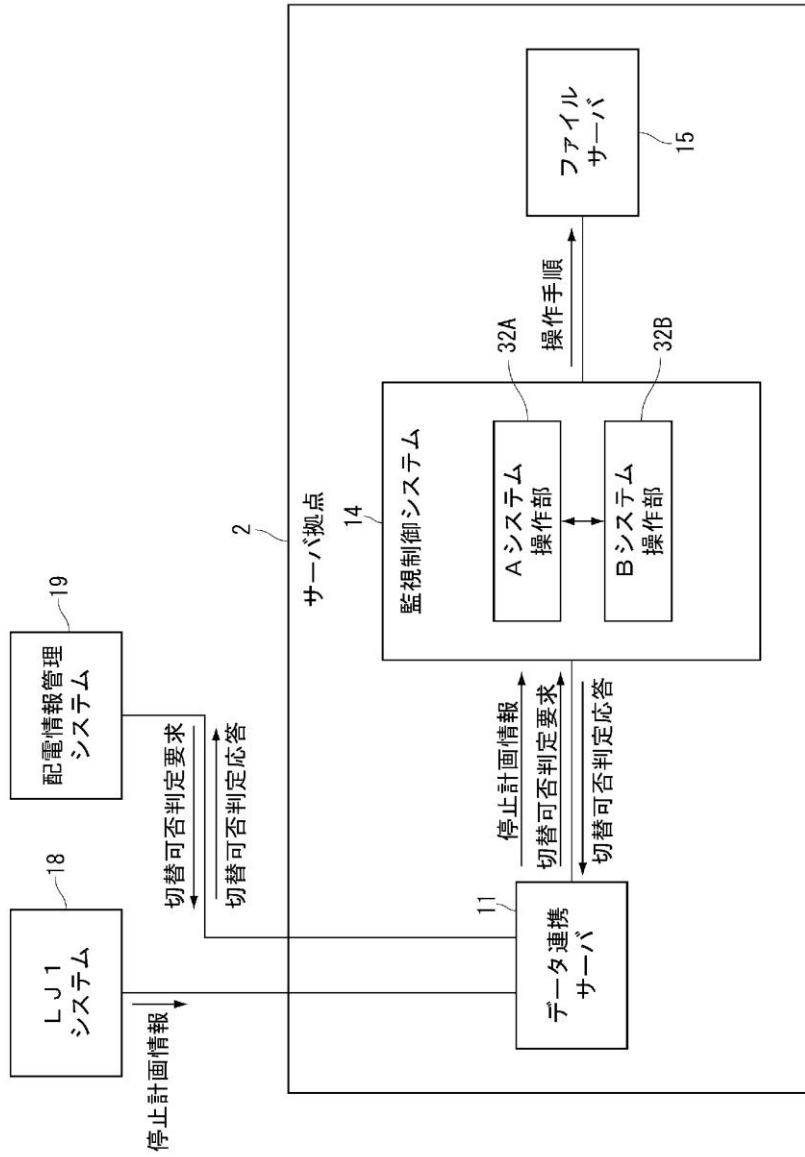 18
LJ1
システム
19
配電情報管理
システム
停止計画情報
切替可否判定要求
切替可否判定応答
2
サーバ拠点
11
データ連携
サーバ
停止計画情報
切替可否判定要求
切替可否判定応答
14
監視制御システム
Aシステム
操作部
32A
Bシステム
操作部
32B
操作手順
ファイル
サーバ
15